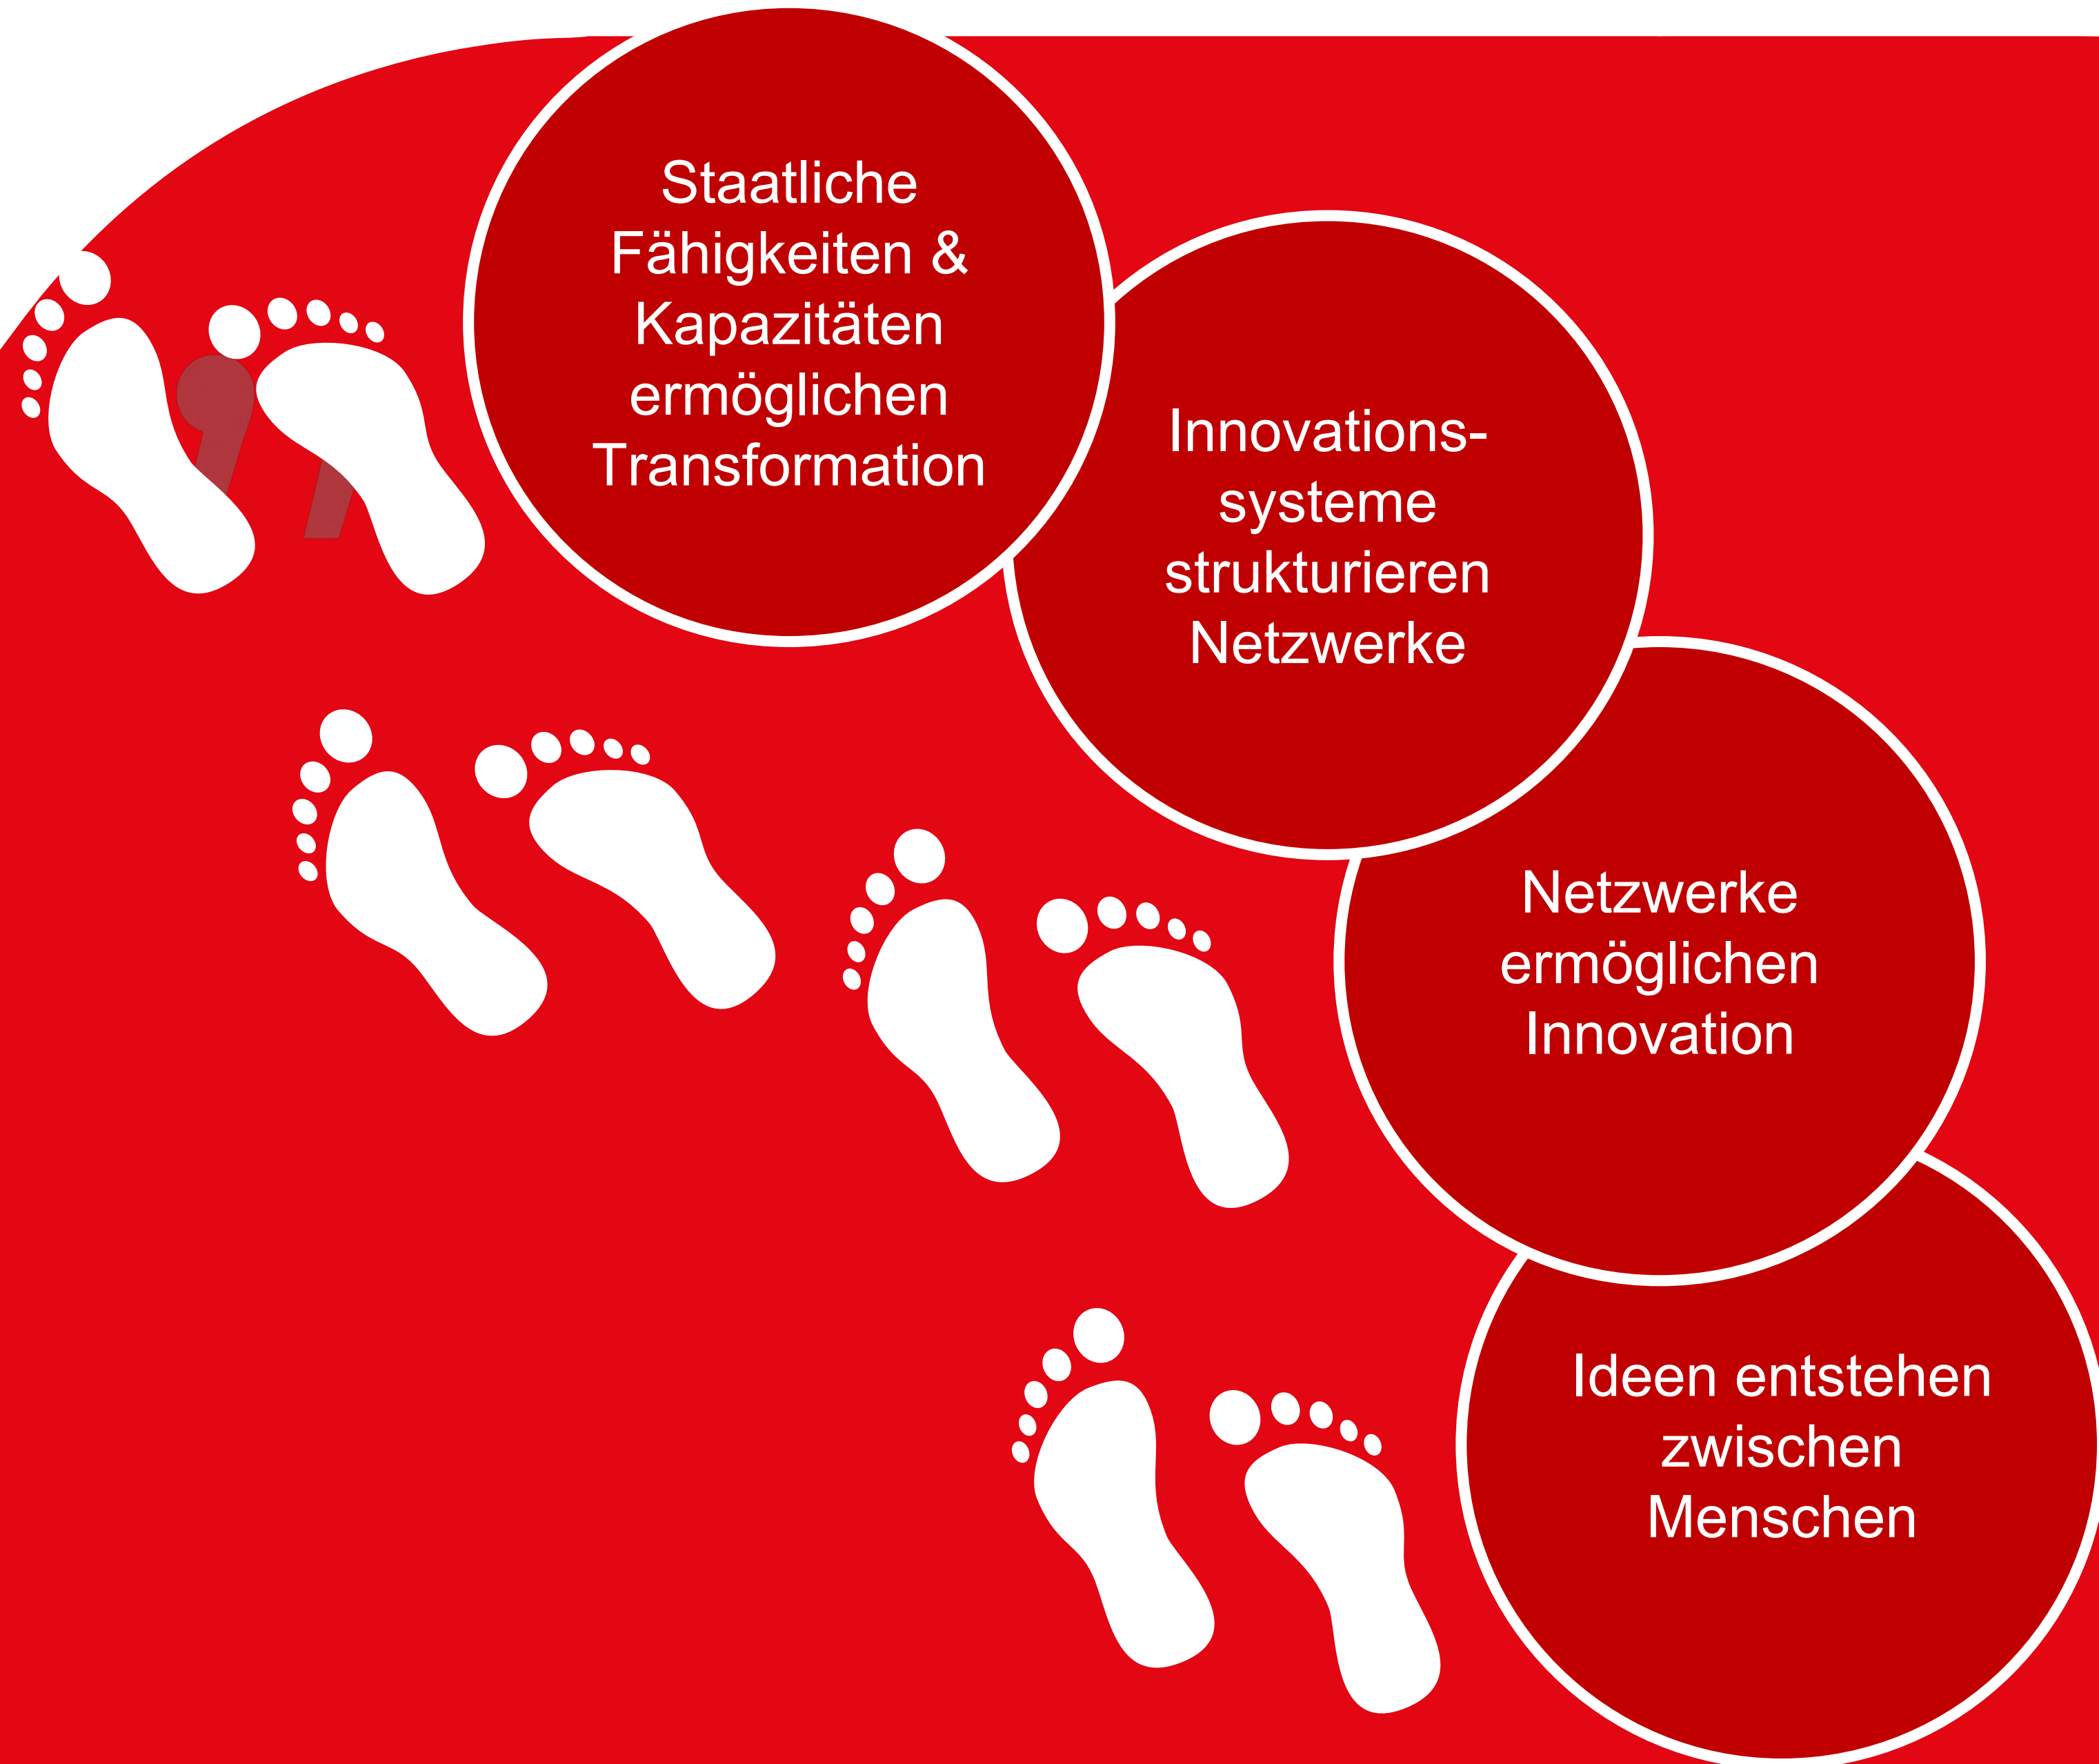 Staatliche
Fähigkeiten &
Kapazitäten
ermöglichen
Transformation
Innovations-
systeme
strukturieren
Netzwerke
Netzwerke
ermöglichen
Innovation
Ideen entstehen
zwischen
Menschen